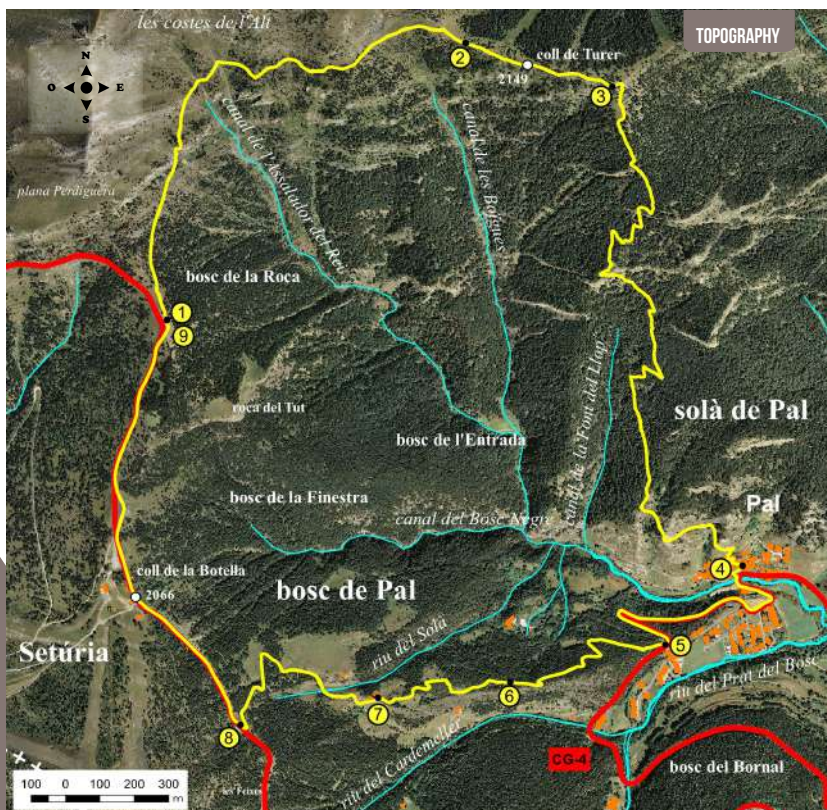 les costes de l'Alt
TOPOGRAPHY
N
O E
S
2
coll de Turer
2149
3
canal de l'Assalador del Rec
canal de les Boïgues
plana Perdiguera
bosc de la Roca
1
9
canal de la Font del Llop
roca del Tut
solà de Pal
bosc de l'Entrada
bosc de la Finestra
canal del Bosc Negre
Pal
4
coll de la Botella
2066
bosc de Pal
Setúria
riu del Solà
5
6
7
riu del Prat del Bosc
8
riu del Cardemeller
CG-4
bosc del Bornal
les Feixes
100 0 100 200 300
m